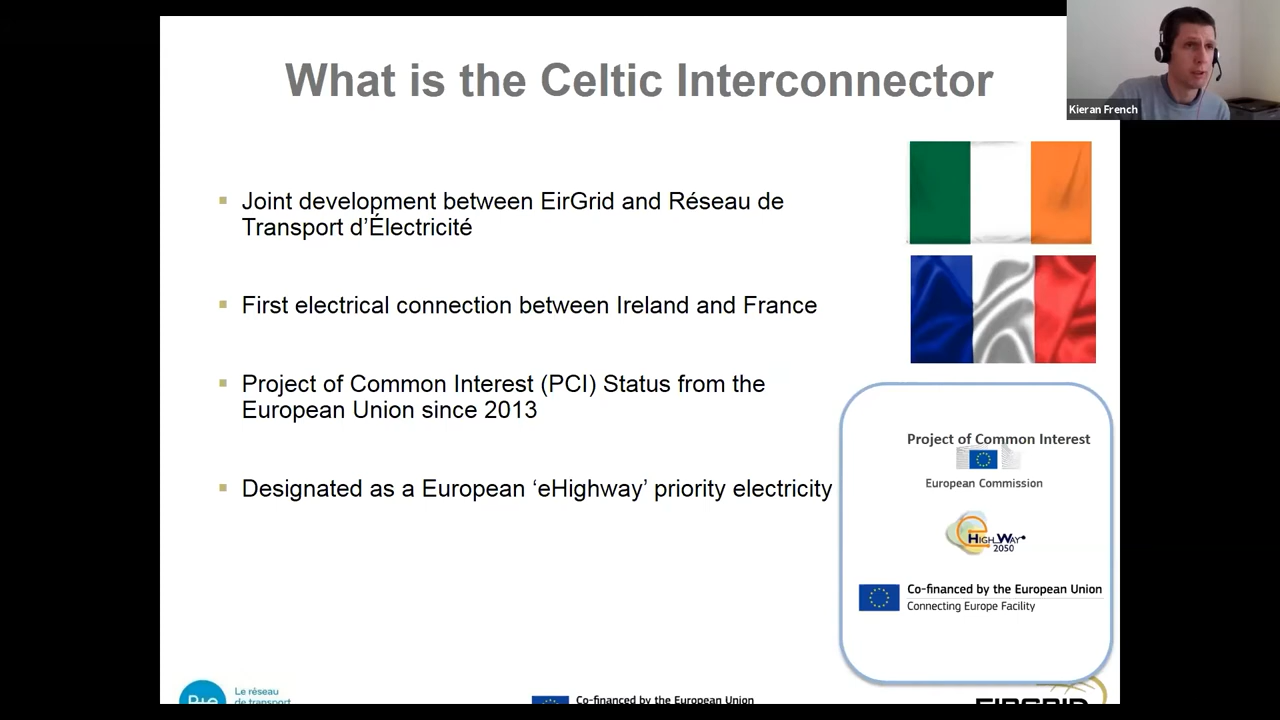 What is the Celtic Interconnector
Kieran French
Joint development between EirGrid and Réseau de
Transport d'Électricité
First electrical connection between Ireland and France
Project of Common Interest (PCI) Status from the
European Union since 2013
Designated as a European ‘eHighway’ priority electricity
Project of Common Interest
European Commission
eHighWay
2050
Co-financed by the European Union
Connecting Europe Facility
Rte
Le réseau
de transport
Co-financed by the European Union
EIRGRID